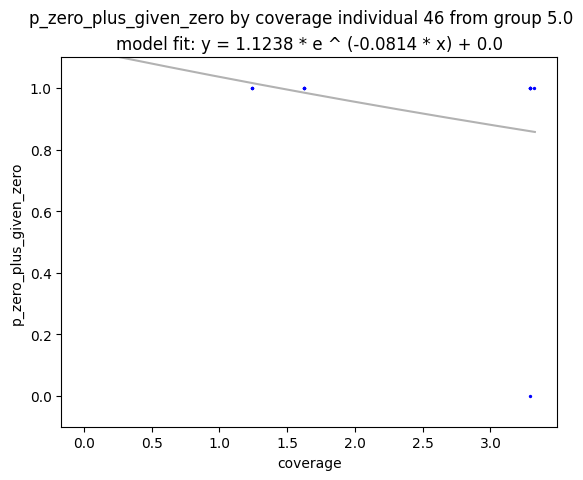 p_zero_plus_given_zero by coverage individual 46 from group 5.0
model fit: y = 1.1238 * e ^ (-0.0814 * x) + 0.0
1.0
0.8
0.6
0.4
0.2
0.0
p_zero_plus_given_zero
0.0 0.5 1.0 1.5 2.0 2.5 3.0
coverage